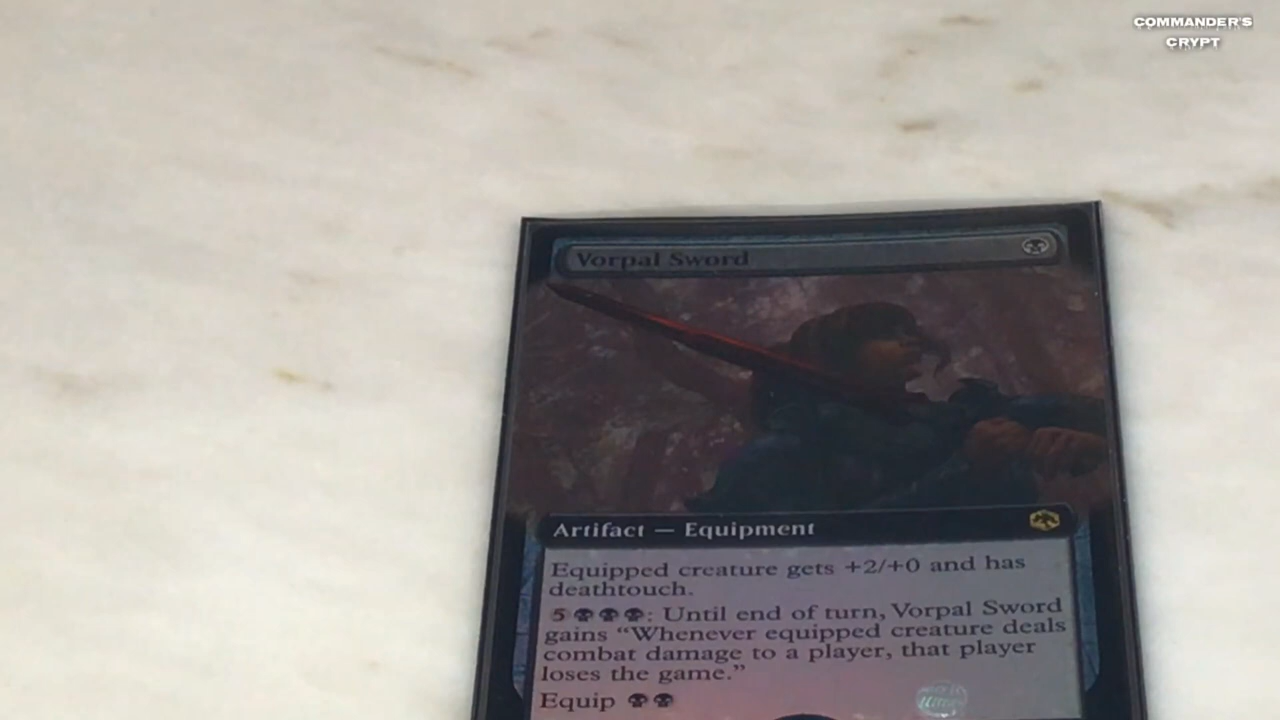 COMMANDER'S
CRYPT
Vorpal Sword
Artifact — Equipment
Equipped creature gets +2/+0 and has
deathtouch.
5: Until end of turn, Vorpal Sword
gains “Whenever equipped creature deals
combat damage to a player, that player
loses the game.”
Equip